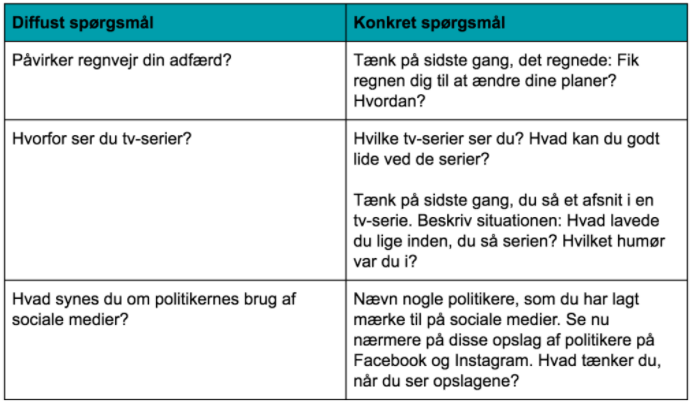 Diffust spørgsmål
Konkret spørgsmål
Påvirker regnvejr din adfærd?
Tænk på sidste gang, det regnede: Fik
regnen dig til at ændre dine planer?
Hvordan?
Hvorfor ser du tv-serier?
Hvilke tv-serier ser du? Hvad kan du godt
lide ved de serier?
Tænk på sidste gang, du så et afsnit i en
tv-serie. Beskriv situationen: Hvad lavede
du lige inden, du så serien? Hvilket humør
var du i?
Hvad synes du om politikernes brug af
sociale medier?
Nævn nogle politikere, som du har lagt
mærke til på sociale medier. Se nu
nærmere på disse opslag af politikere på
Facebook og Instagram. Hvad tænker du,
når du ser opslagene?